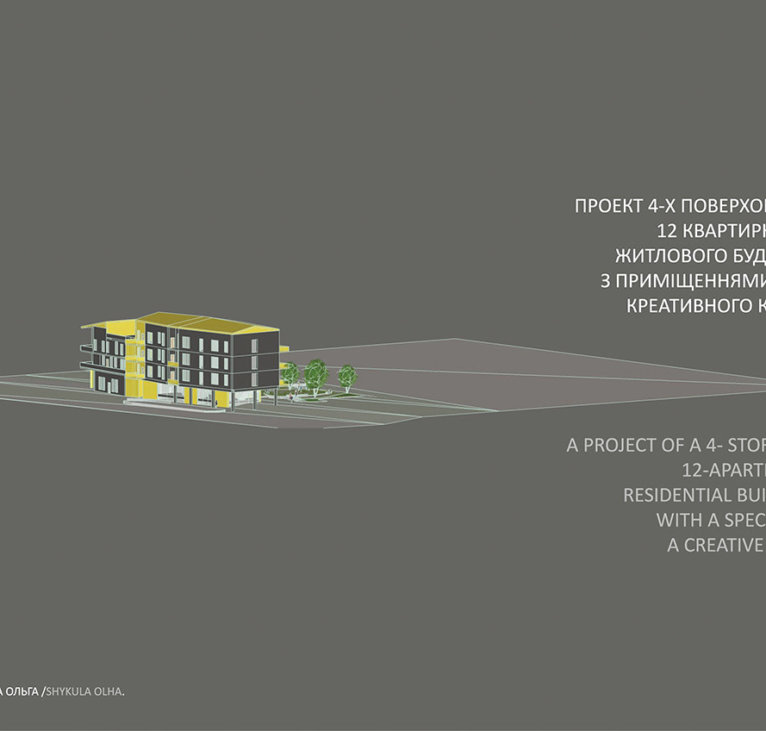 ПРОЕКТ 4-Х ПОВЕРХО
12 КВАРТИР
ЖИТЛОВОГО БУД
З ПРИМІЩЕННЯМИ
КРЕАТИВНОГО К
A PROJECT OF A 4- STO
12-APART
RESIDENTIAL BUI
WITH A SPEC
A CREATIVE
А ОЛЬГА /SHYKULA OLHA.